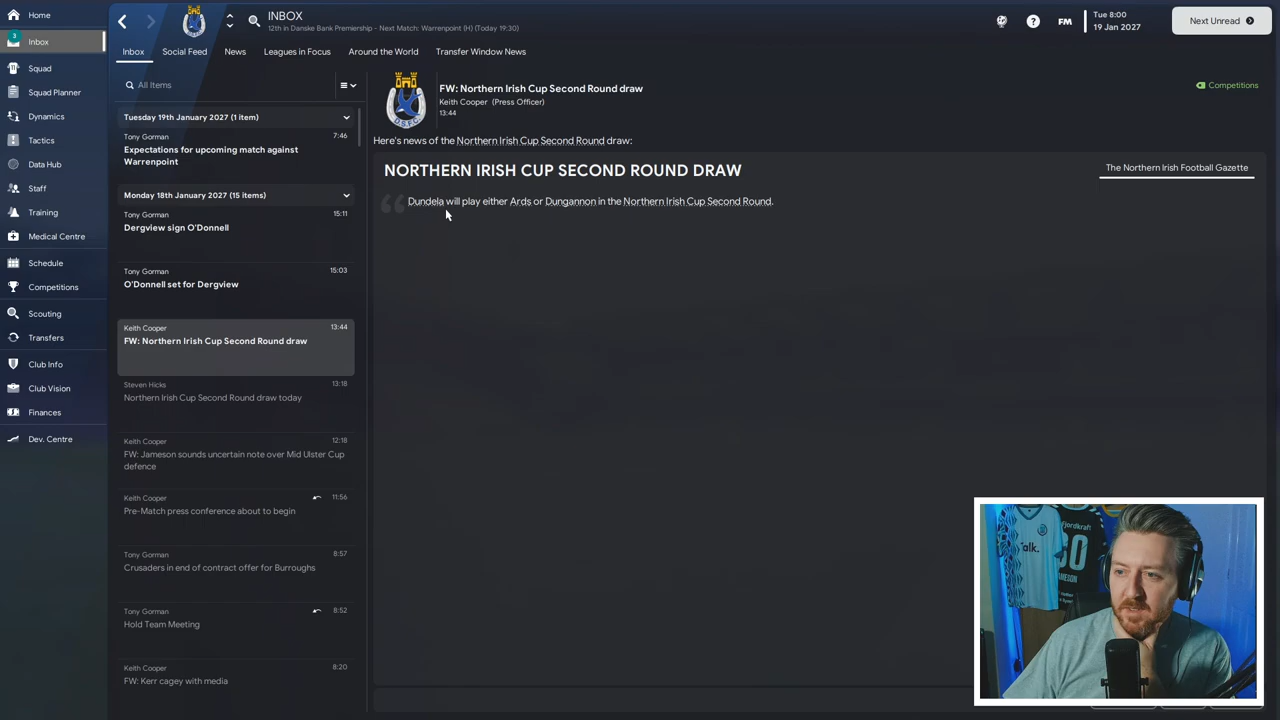 Home
3
Inbox
Squad
Squad Planner
Dynamics
Tactics
Data Hub
Staff
Training
Medical Centre
Schedule
Competitions
Scouting
Transfers
Club Info
Club Vision
Finances
Dev. Centre
INBOX
12th in Danske Bank Premiership - Next Match: Warrenpoint (H) (Today 19:30)
FM
Tue 8:00
19 Jan 2027
Next Unread
Inbox
Social Feed
News
Leagues in Focus
Around the World
Transfer Window News
All Items
Tuesday 19th January 2027 (1 item)
Tony Gorman 7:46
Expectations for upcoming match against
Warrenpoint
Monday 18th January 2027 (15 items)
Tony Gorman 15:11
Dergview sign O'Donnell
Tony Gorman 15:03
O'Donnell set for Dergview
Keith Cooper 13:44
FW: Northern Irish Cup Second Round draw
Steven Hicks 13:18
Northern Irish Cup Second Round draw today
Keith Cooper 12:18
FW: Jameson sounds uncertain note over Mid Ulster Cup
defence
Keith Cooper 11:56
Pre-Match press conference about to begin
Tony Gorman 8:57
Crusaders in end of contract offer for Burroughs
Tony Gorman 8:52
Hold Team Meeting
Keith Cooper 8:20
FW: Kerr cagey with media
D.S.F.C.
FW: Northern Irish Cup Second Round draw
Keith Cooper (Press Officer)
13:44
Competitions
Here's news of the Northern Irish Cup Second Round draw:
NORTHERN IRISH CUP SECOND ROUND DRAW
The Northern Irish Football Gazette
Dundela will play either Ards or Dungannon in the Northern Irish Cup Second Round.
Talk.
fjordkraft
JAMESON